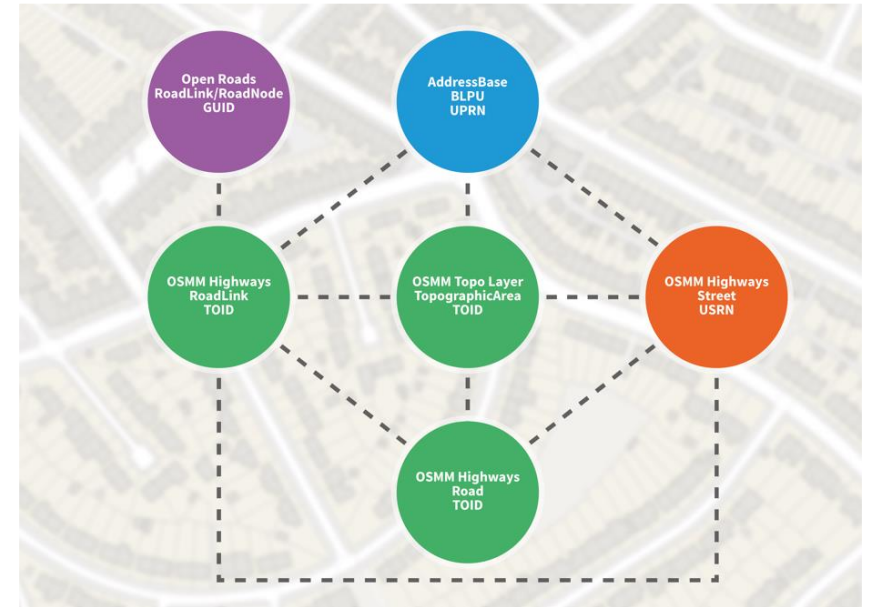 Open Roads
RoadLink/RoadNode
GUID
AddressBase
BLPU
UPRN
OSMM Highways
RoadLink
TOID
OSMM Topo Layer
TopographicArea
TOID
OSMM Highways
Street
USRN
OSMM Highways
Road
TOID